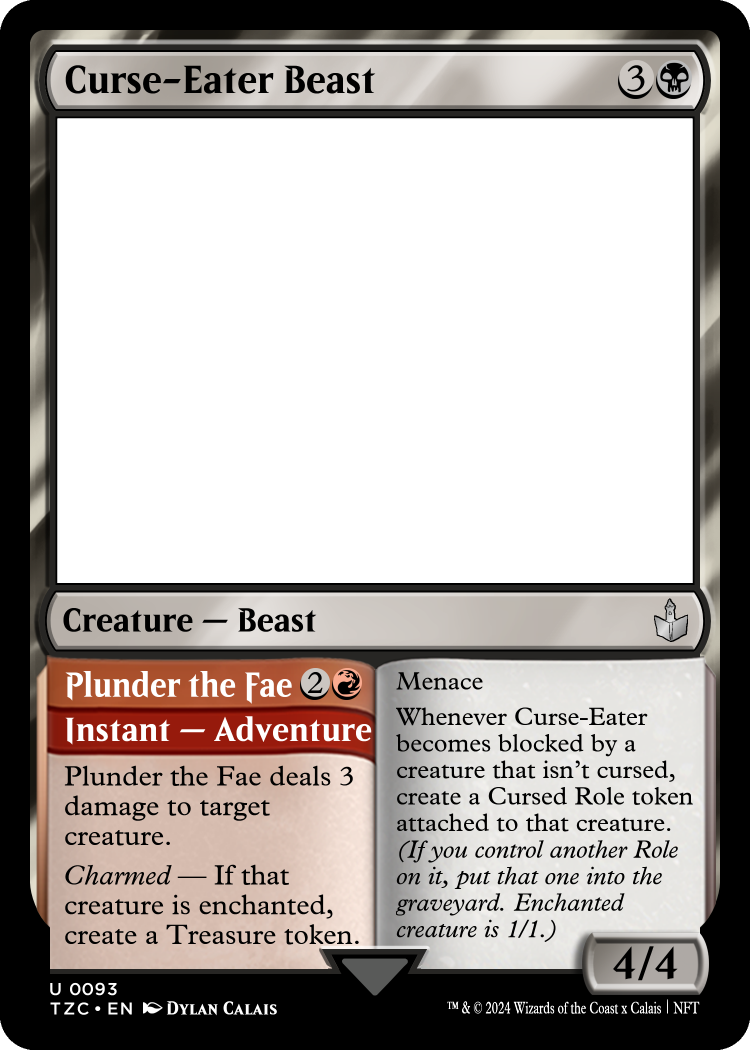 Curse-Eater Beast 3
Creature — Beast
Plunder the Fae 2
Instant — Adventure
Plunder the Fae deals 3
damage to target
creature.
Charmed — If that
creature is enchanted,
create a Treasure token.
Menace
Whenever Curse-Eater
becomes blocked by a
creature that isn't cursed,
create a Cursed Role token
attached to that creature.
(If you control another Role
on it, put that one into the
graveyard. Enchanted
creature is 1/1.)
4/4
U 0093
TZC • EN DYLAN CALAIS
™ & © 2024 Wizards of the Coast x Calais | NFT